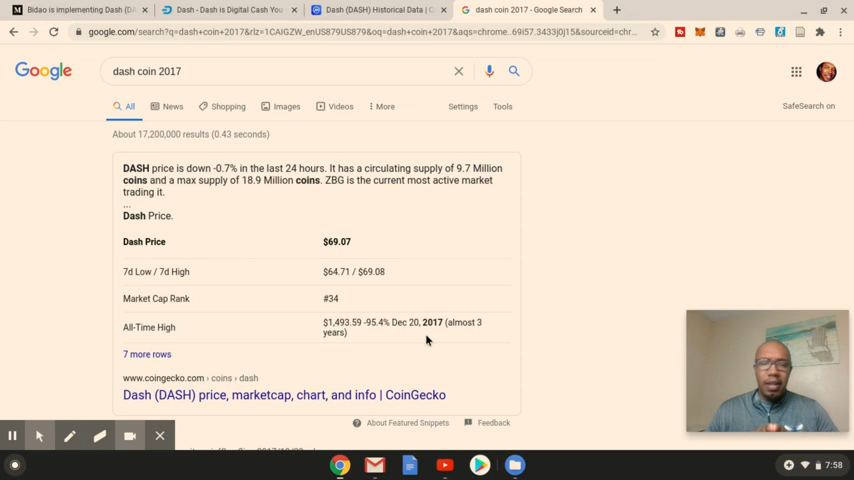 Bidao is implementing Dash (DA
Dash - Dash is Digital Cash You
Dash (DASH) Historical Data | C
dash coin 2017 - Google Search
google.com/search?q=dash+coin+2017&rlz=1CAIGZW_enUS879US879&oq=dash+coin+2017&aqs=chrome..69i57.3433j0j15&sourceid=chr...
Google
dash coin 2017
All
News
Shopping
Images
Videos
More
Settings
Tools
SafeSearch on
About 17,200,000 results (0.43 seconds)
DASH price is down -0.7% in the last 24 hours. It has a circulating supply of 9.7 Million
coins and a max supply of 18.9 Million coins. ZBG is the current most active market
trading it.
...
Dash Price.
Dash Price $69.07
7d Low / 7d High $64.71 / $69.08
Market Cap Rank #34
All-Time High $1,493.59 -95.4% Dec 20, 2017 (almost 3
years)
7 more rows
www.coingecko.com › coins › dash
Dash (DASH) price, marketcap, chart, and info | CoinGecko
About Featured Snippets
Feedback
7:58